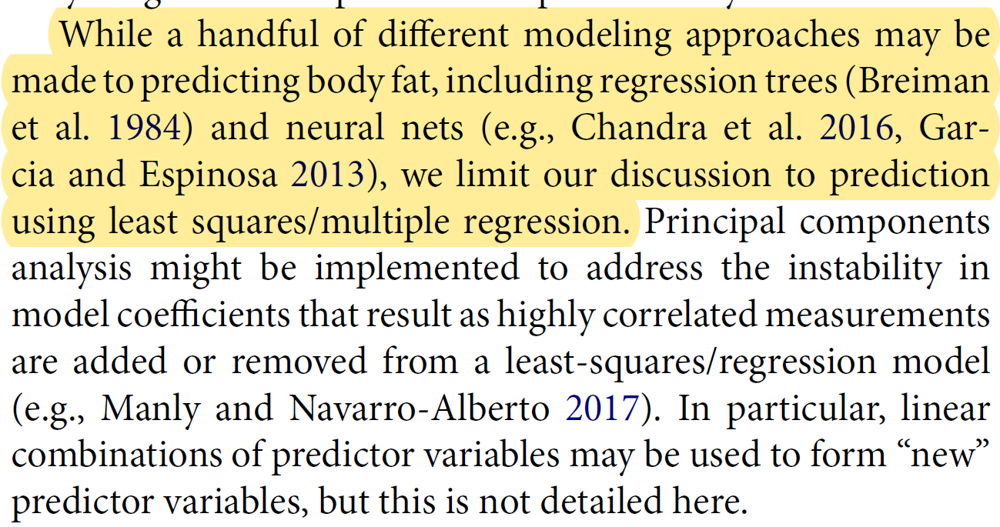 While a handful of different modeling approaches may be
made to predicting body fat, including regression trees (Breiman
et al. 1984) and neural nets (e.g., Chandra et al. 2016, Gar-
cia and Espinosa 2013), we limit our discussion to prediction
using least squares/multiple regression. Principal components
analysis might be implemented to address the instability in
model coefficients that result as highly correlated measurements
are added or removed from a least-squares/regression model
(e.g., Manly and Navarro-Alberto 2017). In particular, linear
combinations of predictor variables may be used to form “new”
predictor variables, but this is not detailed here.